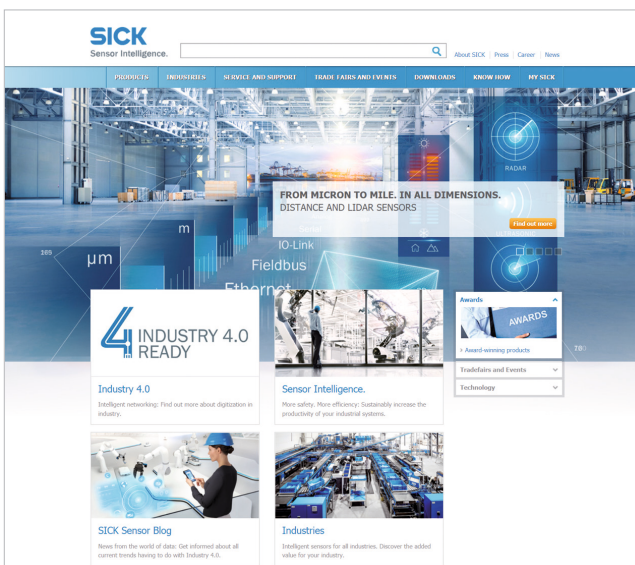 SICK
Sensor Intelligence.
About SICK | Press | Career | News
PRODUCTS INDUSTRIES SERVICE AND SUPPORT TRADE FAIRS AND EVENTS DOWNLOADS KNOW HOW MY SICK
RADAR
FROM MICRON TO MILE. IN ALL DIMENSIONS.
DISTANCE AND LIDAR SENSORS
Find out more
m
µm
IO-Link
Fieldbus
Ethernet
4 INDUSTRY 4.0
READY
Industry 4.0
Intelligent networking: Find out more about digitization in
industry.
Sensor Intelligence.
More safety. More efficiency: Sustainably increase the
productivity of your industrial systems.
Awards
AWARDS
> Award-winning products
Tradefairs and Events
Technology
SICK Sensor Blog
News from the world of data: Get informed about all
current trends having to do with Industry 4.0.
Industries
Intelligent sensors for all industries. Discover the added
value for your industry.